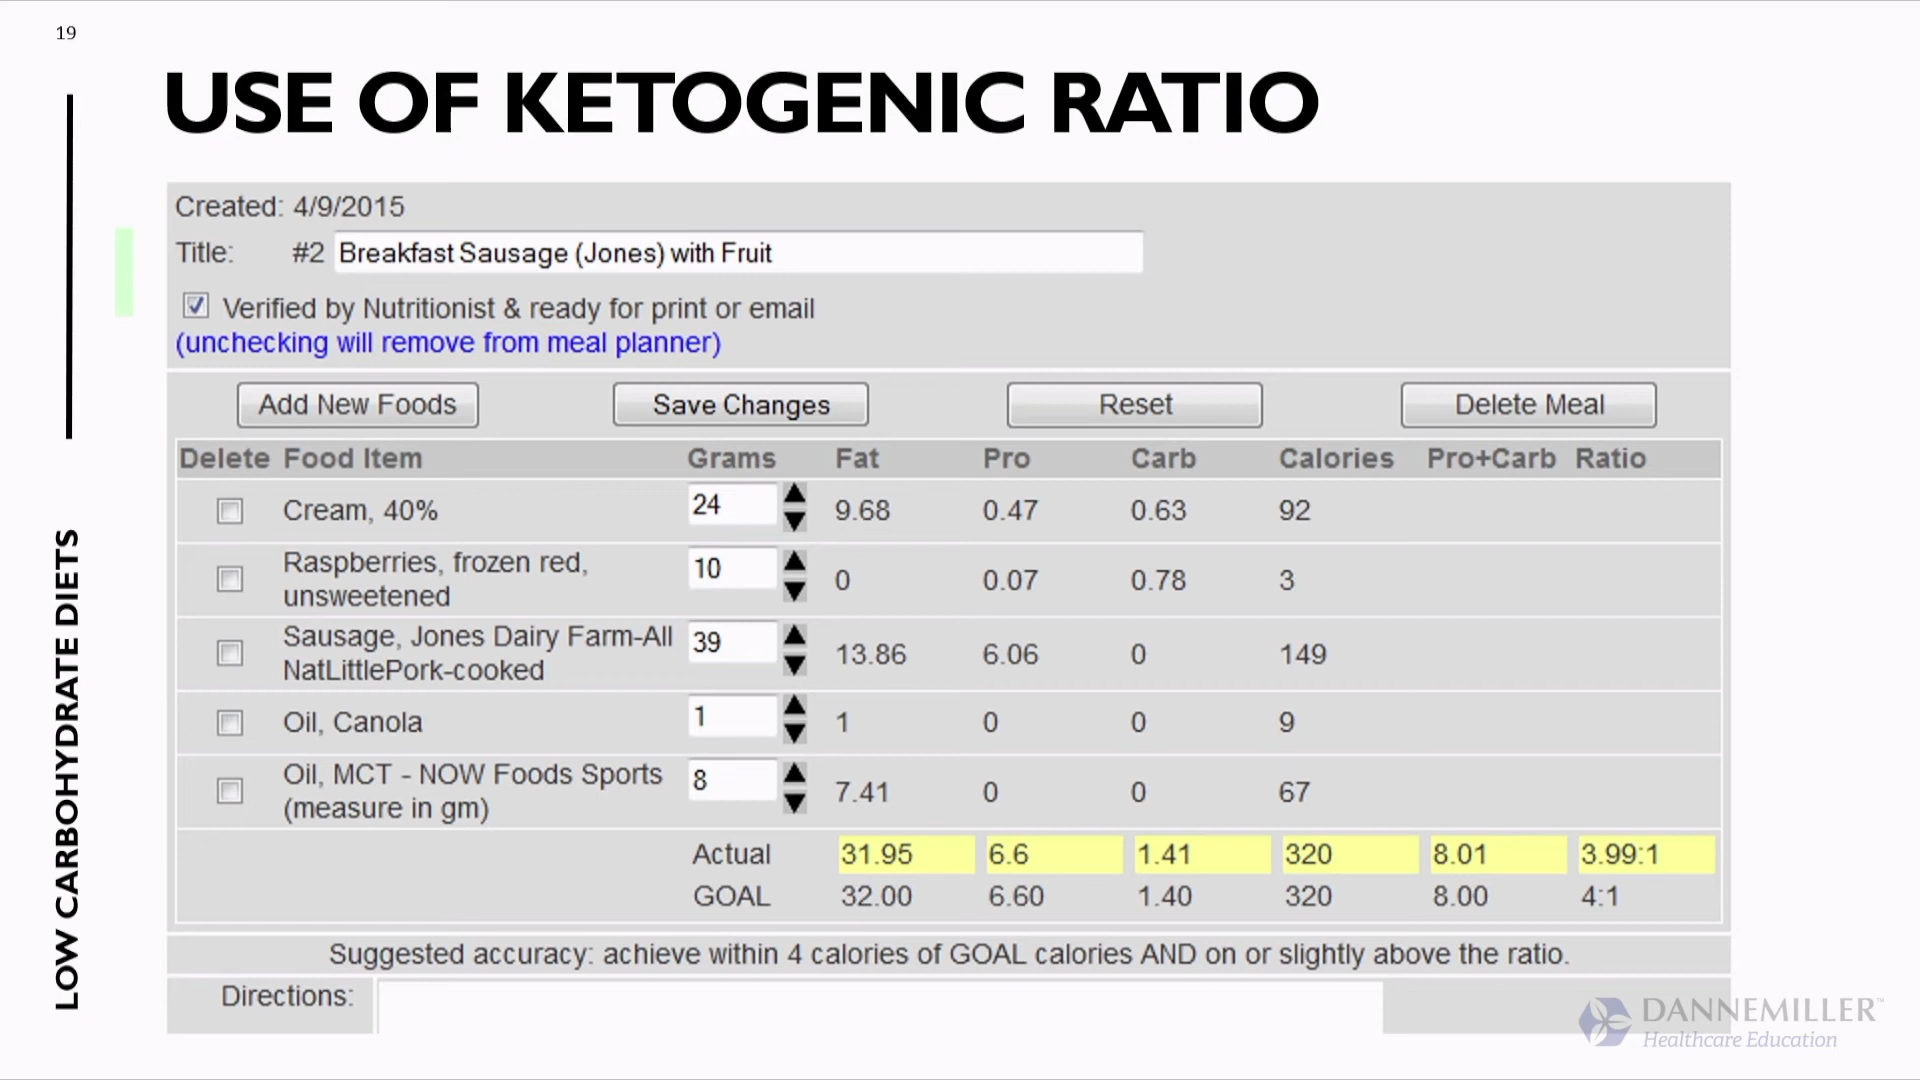 19
USE OF KETOGENIC RATIO
LOW CARBOHYDRATE DIETS
Created: 4/9/2015
Title: #2 Breakfast Sausage (Jones) with Fruit
Verified by Nutritionist & ready for print or email
(unchecking will remove from meal planner)
Add New Foods Save Changes Reset Delete Meal
Delete Food Item Grams Fat Pro Carb Calories Pro+Carb Ratio
Cream, 40% 24 9.68 0.47 0.63 92
Raspberries, frozen red,
unsweetened 10 0 0.07 0.78 3
Sausage, Jones Dairy Farm-All
NatLittlePork-cooked 39 13.86 6.06 0 149
Oil, Canola 1 1 0 0 9
Oil, MCT - NOW Foods Sports
(measure in gm) 8 7.41 0 0 67
Actual 31.95 6.6 1.41 320 8.01 3.99:1
GOAL 32.00 6.60 1.40 320 8.00 4:1
Suggested accuracy: achieve within 4 calories of GOAL calories AND on or slightly above the ratio.
Directions:
DANNEMILLER™
Healthcare Education